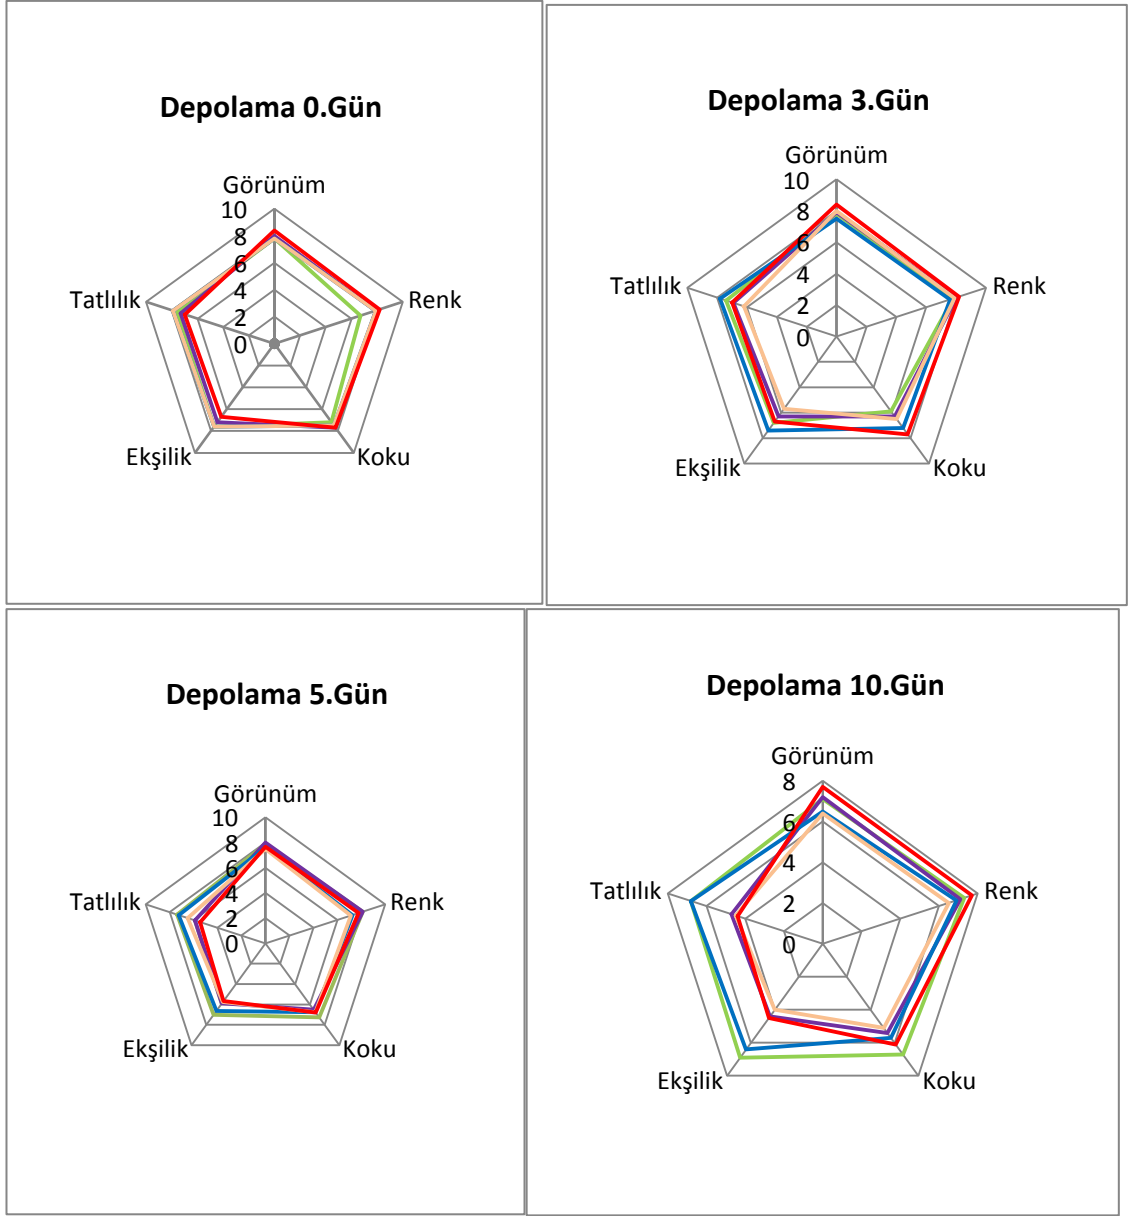 Depolama 0.Gün
Görünüm
10
8
6
4
2
0
Renk
Koku
Ekşilik
Tatlılık
Depolama 3.Gün
Görünüm
10
8
6
4
2
0
Renk
Koku
Ekşilik
Tatlılık
Depolama 5.Gün
Görünüm
10
8
6
4
2
0
Renk
Koku
Ekşilik
Tatlılık
Depolama 10.Gün
Görünüm
8
6
4
2
0
Renk
Koku
Ekşilik
Tatlılık